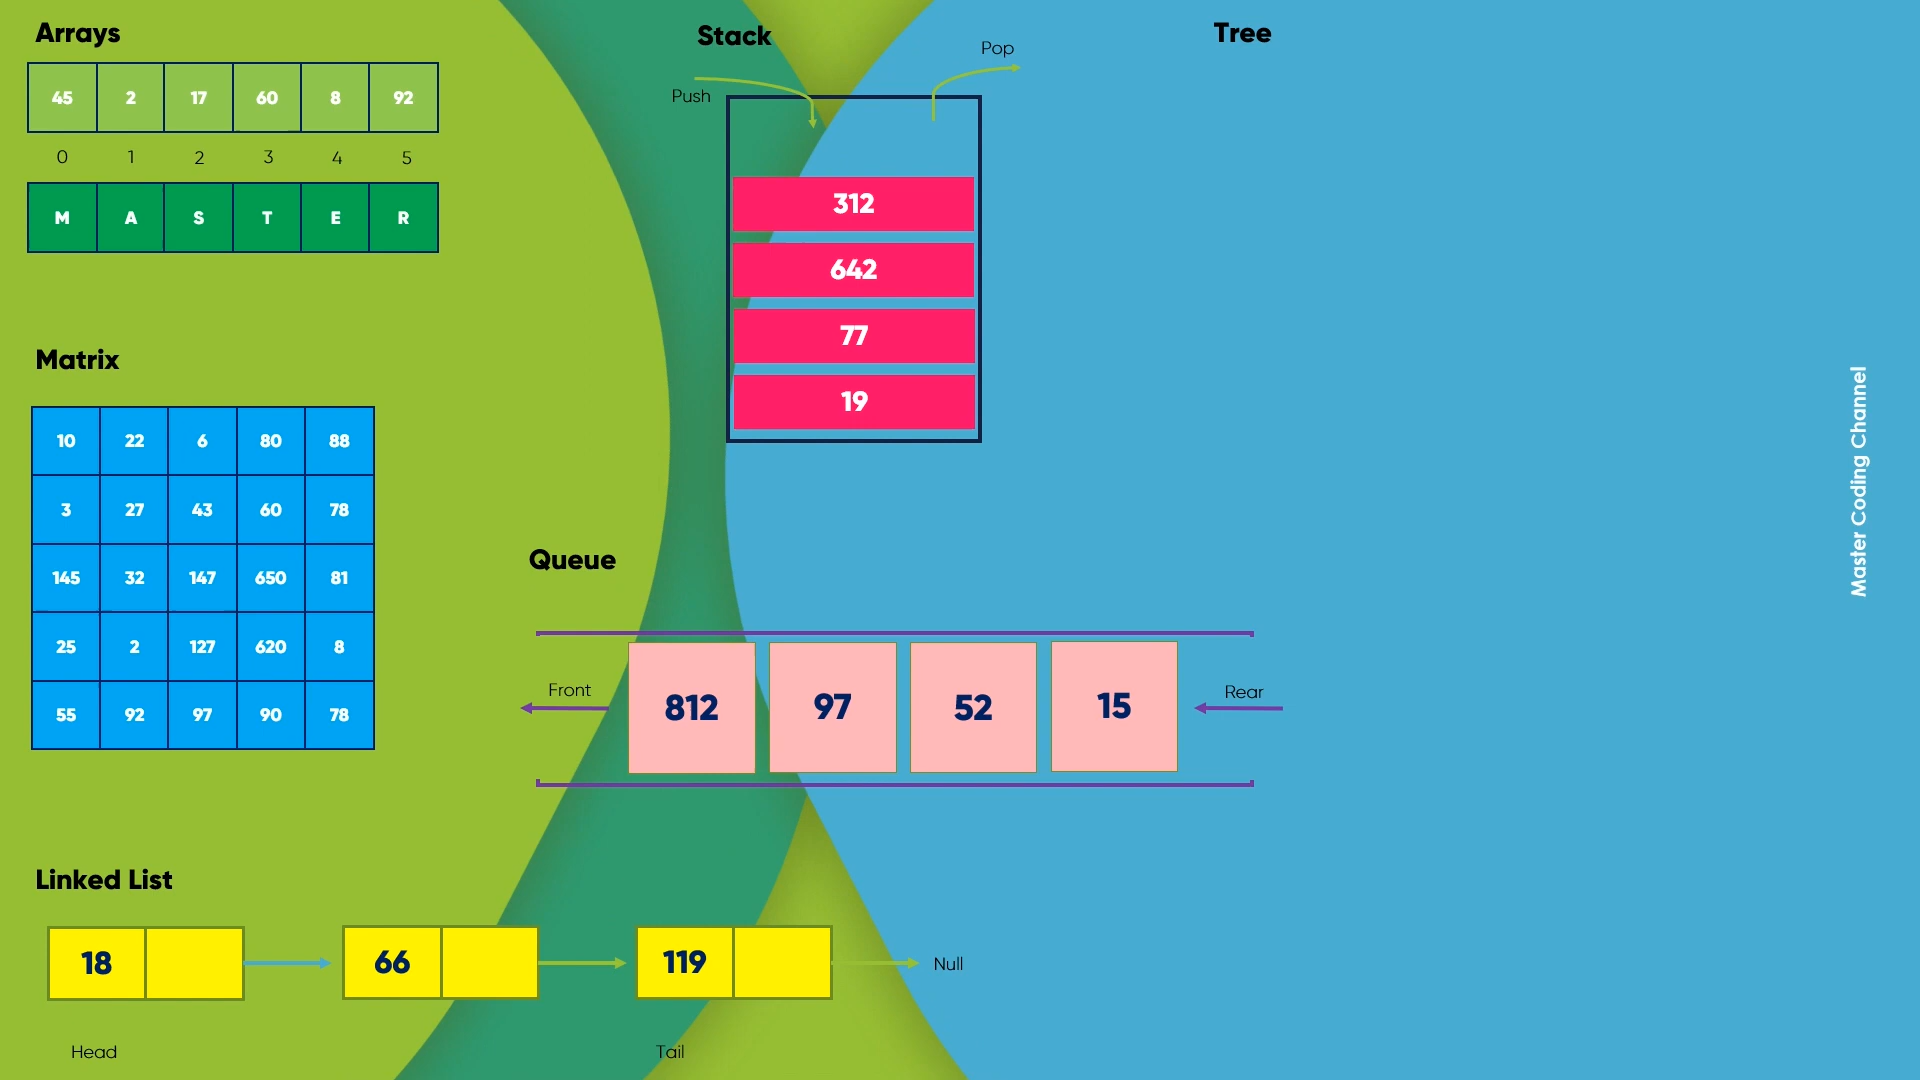 Arrays
45 2 17 60 8 92
0 1 2 3 4 5
M A S T E R
Matrix
10 22 6 80 88
3 27 43 60 78
145 32 147 650 81
25 2 127 620 8
55 92 97 90 78
Linked List
18 66 119 Null
Head Tail
Stack
Push
Pop
312
642
77
19
Queue
Front 812 97 52 15 Rear
Tree
Master Coding Channel